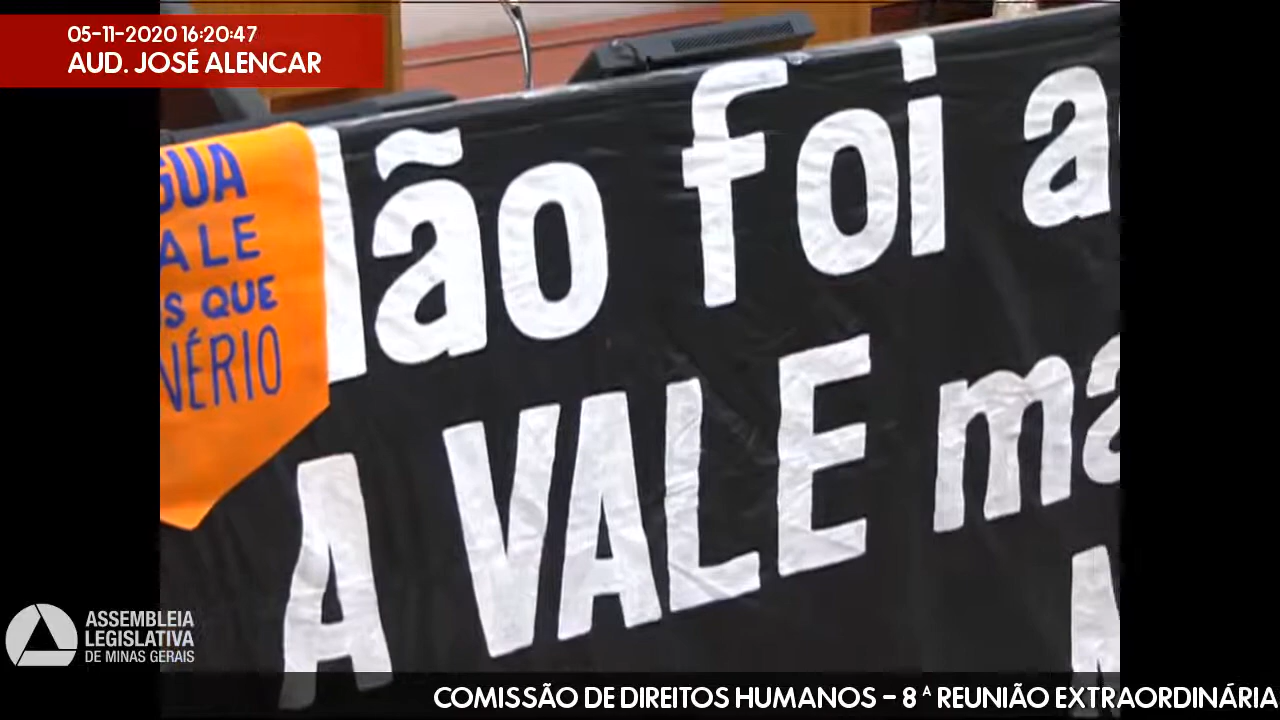 05-11-2020 16:20:47
AUD. JOSÉ ALENCAR
GUA
ALE
S QUE
NÉRIO
ão foi a
A VALE ma
ASSEMBLEIA
LEGISLATIVA
DE MINAS GERAIS
COMISSÃO DE DIREITOS HUMANOS – 8ª REUNIÃO EXTRAORDINÁRIA